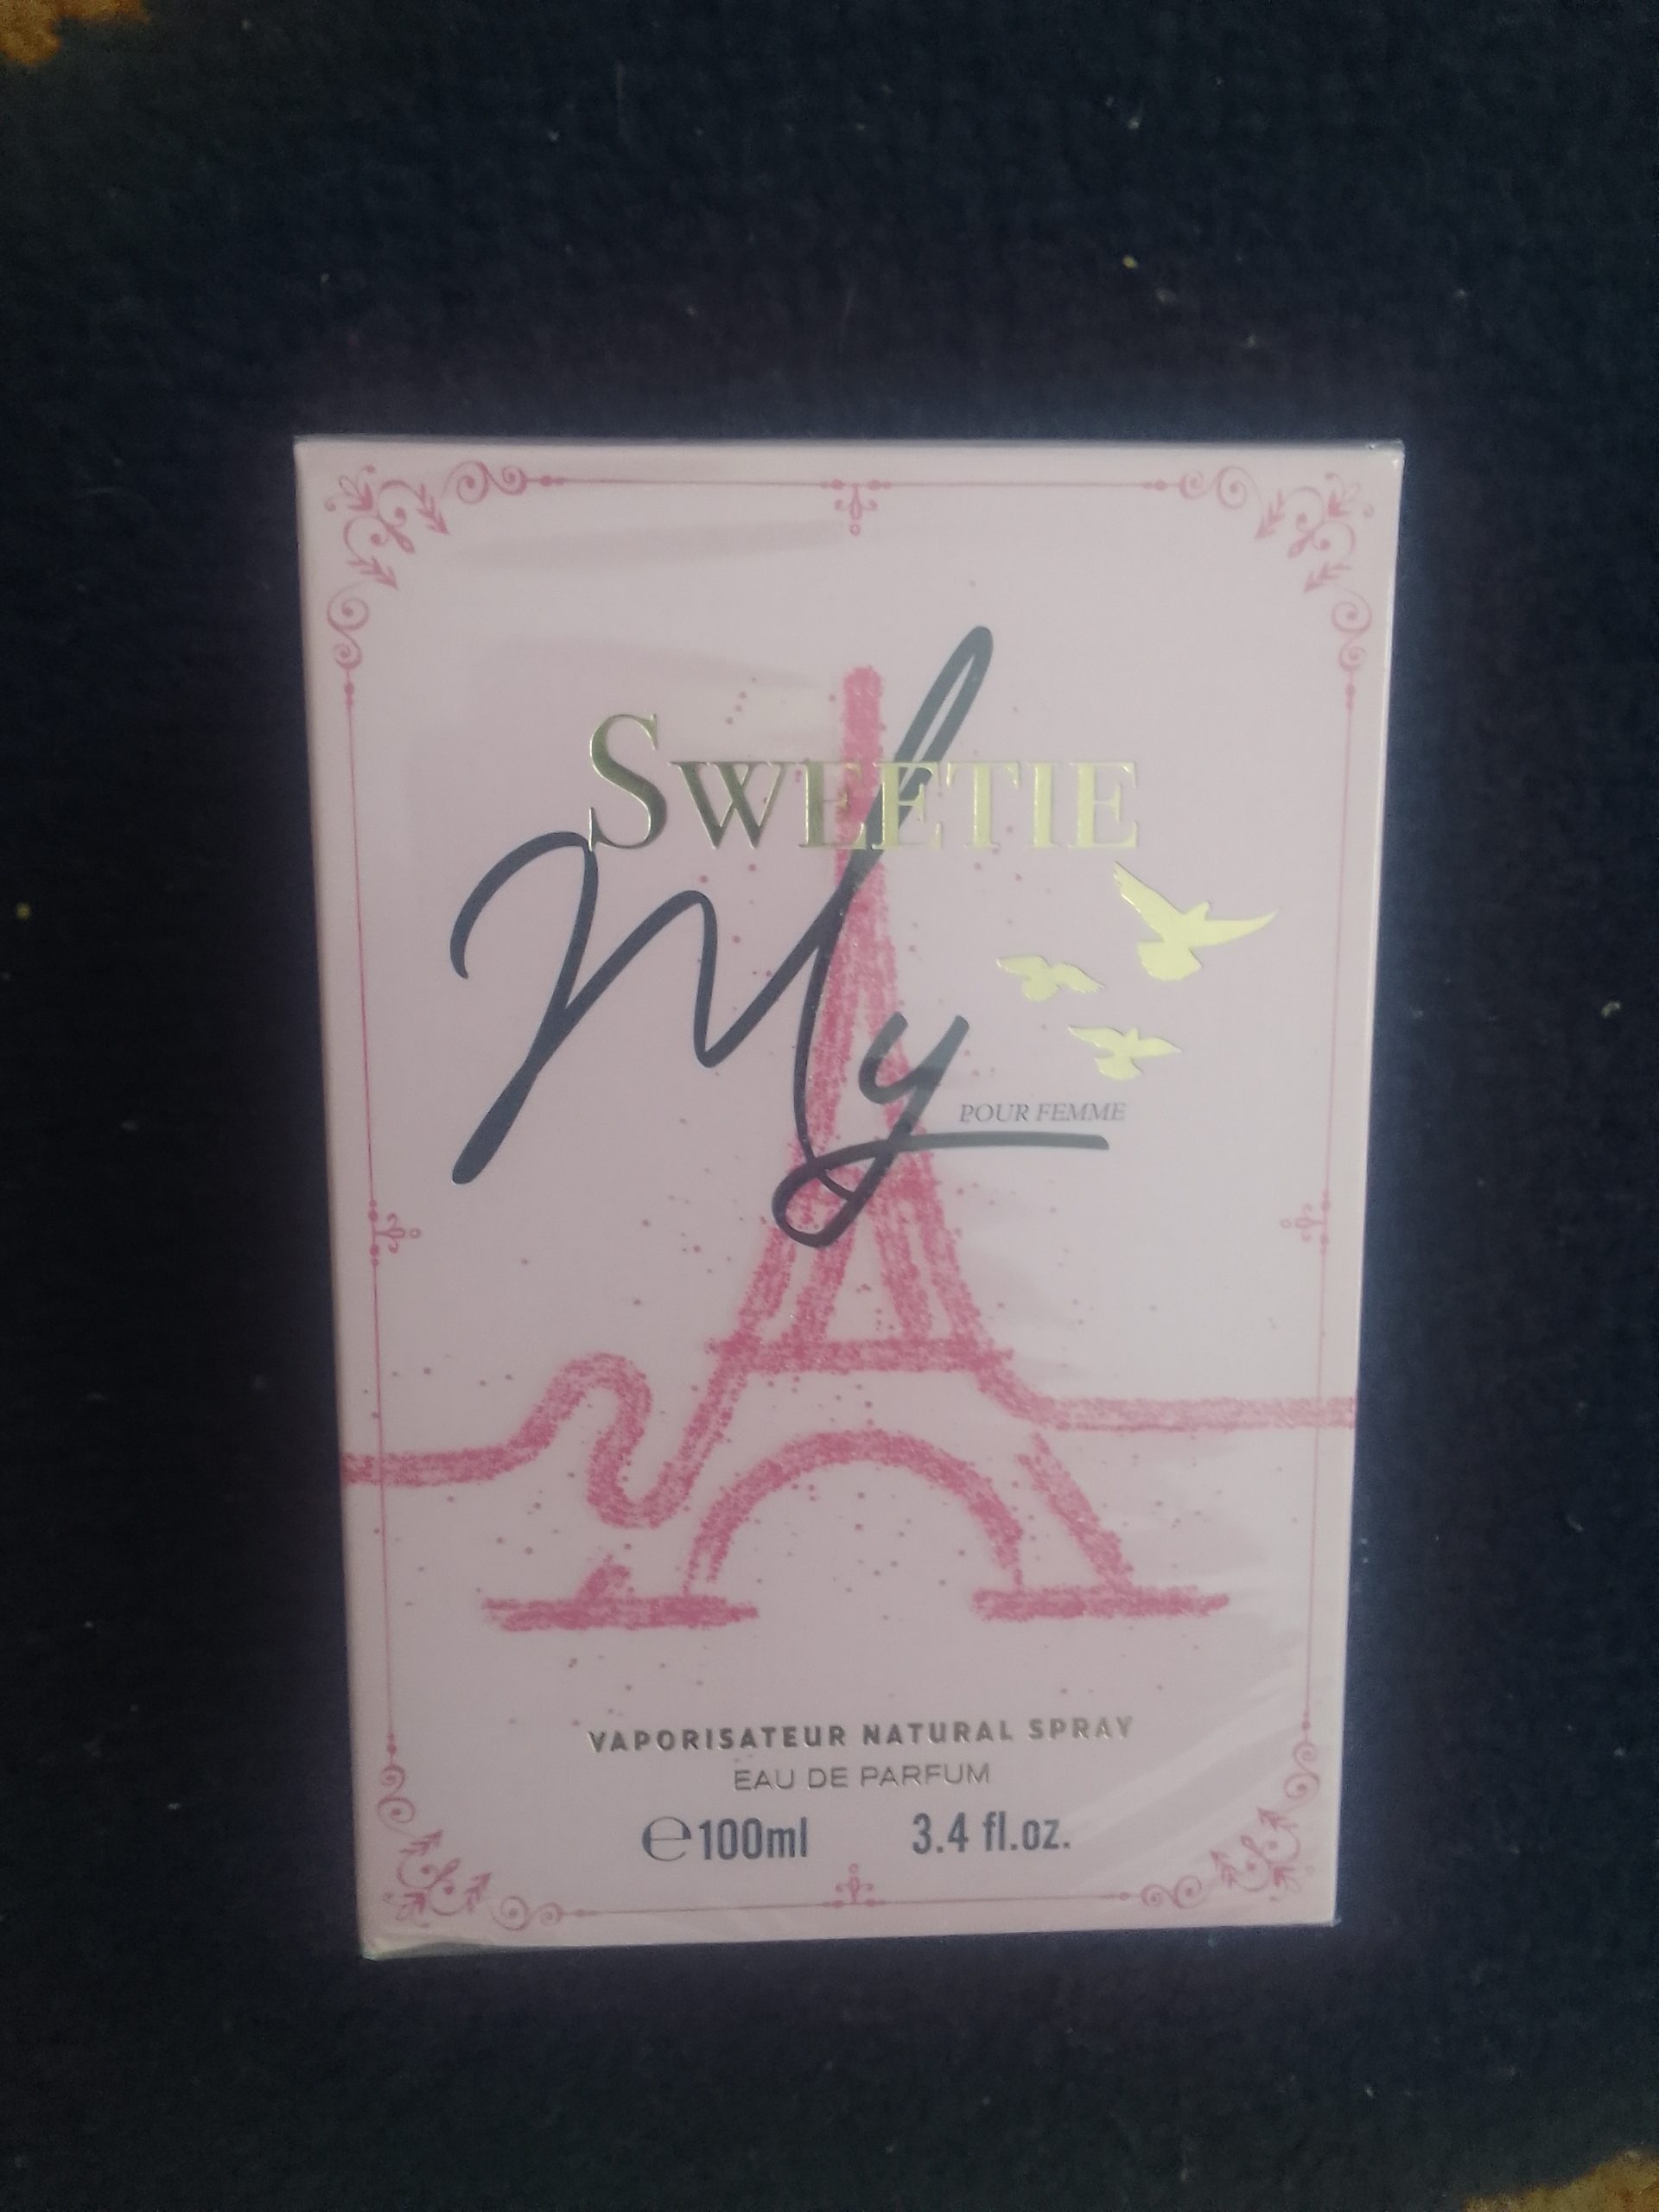 SWEETIE
My
POUR FEMME
VAPORISATEUR NATURAL SPRAY
EAU DE PARFUM
℮100ml 3.4 fl.oz.